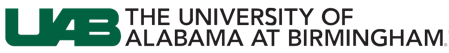 UAB THE UNIVERSITY OF
ALABAMA AT BIRMINGHAM